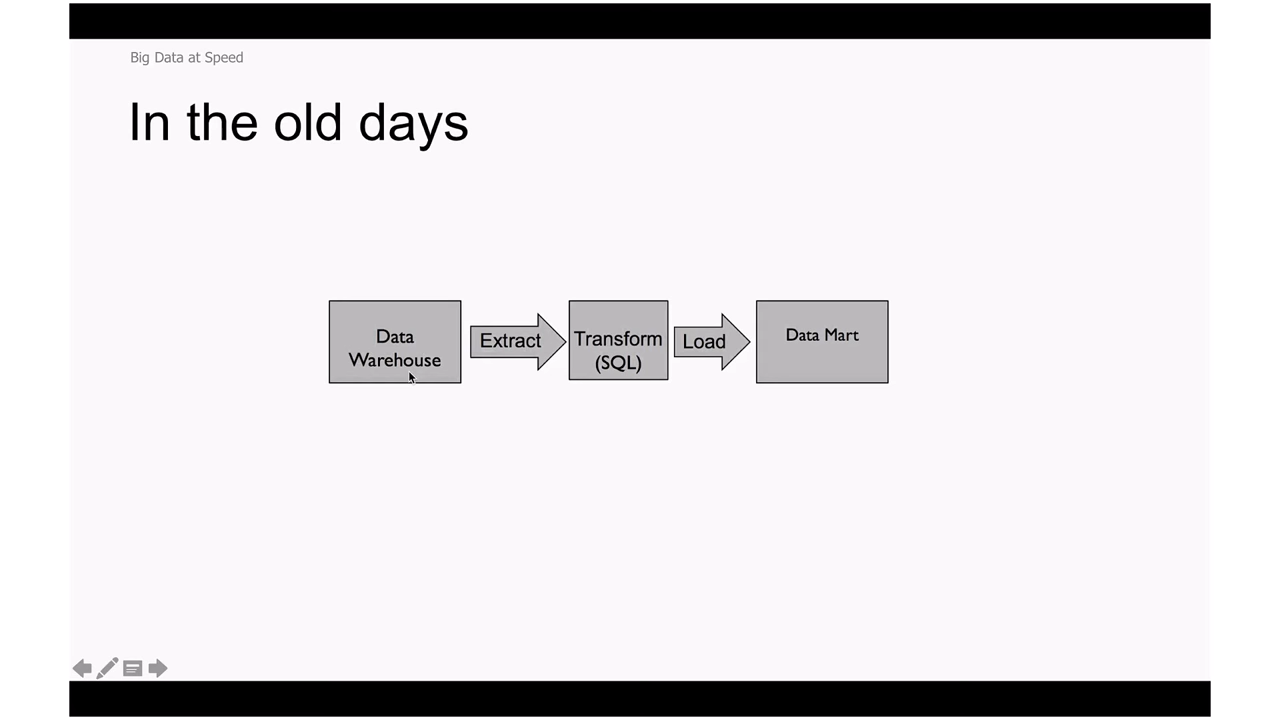 Big Data at Speed
In the old days
Data
Warehouse
Extract
Transform
(SQL)
Load
Data Mart